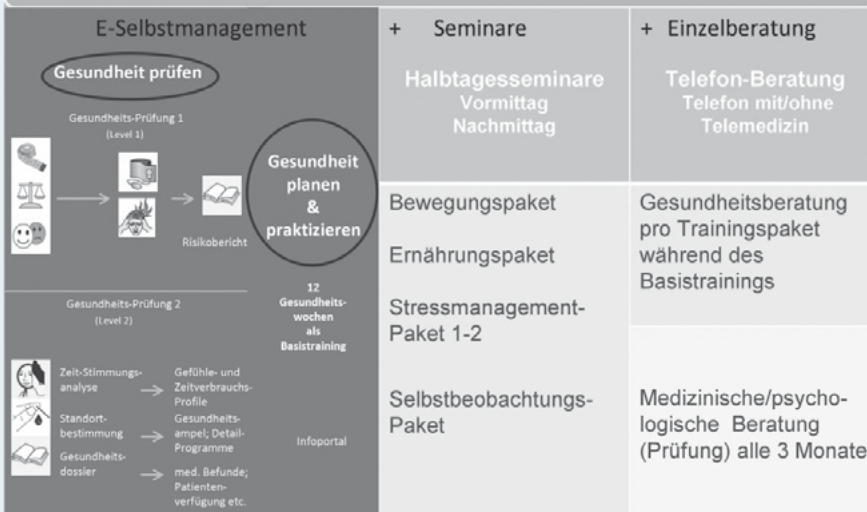 E-Selbstmanagement
Gesundheit prüfen
Gesundheits-Prüfung 1
(Level 1)
Risikobericht
Gesundheit
planen
&
praktizieren
12
Gesundheits-
wochen
als
Basistraining
Gesundheits-Prüfung 2
(Level 2)
Zeit-Stimmungs-
analyse
Gefühle- und
Zeitverbrauchs-
Profile
Standort-
bestimmung
Gesundheits-
ampel; Detail-
Programme
Gesundheits-
dossier
med. Befunde;
Patienten-
verfügung etc.
Infoportal
+ Seminare
Halbtagesseminare
Vormittag
Nachmittag
Bewegungspaket
Ernährungspaket
Stressmanagement-
Paket 1-2
Selbstbeobachtungs-
Paket
+ Einzelberatung
Telefon-Beratung
Telefon mit/ohne
Telemedizin
Gesundheitsberatung
pro Trainingspaket
während des
Basistrainings
Medizinische/psycho-
logische Beratung
(Prüfung) alle 3 Monate